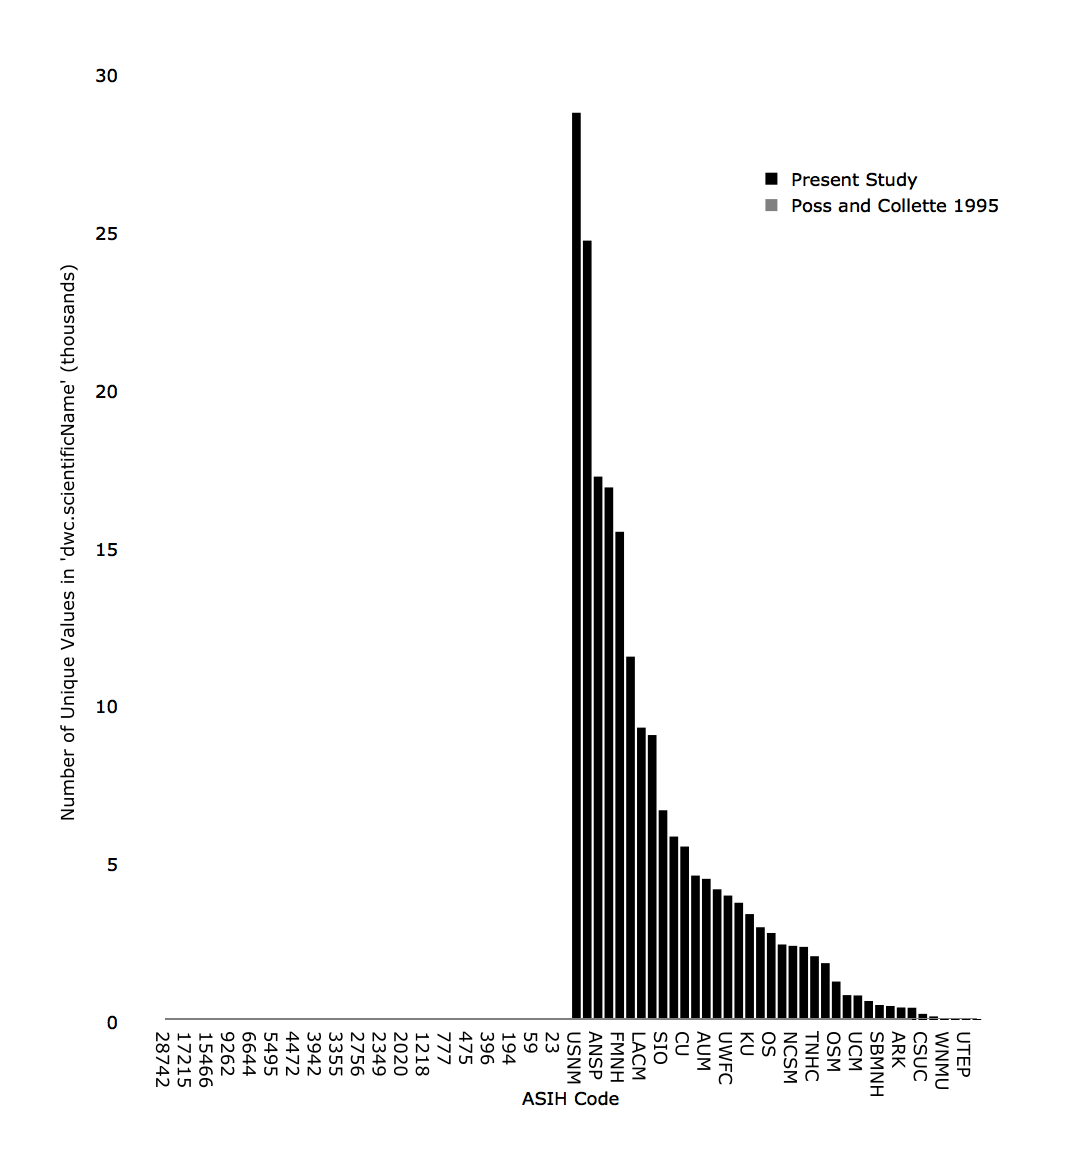 30
25
20
15
10
5
0
Number of Unique Values in 'dwc.scientificName' (thousands)
Present Study
Poss and Collette 1995
28742
17215
15466
9262
6644
5495
4472
3942
3355
2756
2349
2020
1218
777
475
396
194
59
23
USNM
ANSP
FMNH
LACM
SIO
CU
AUM
UWFC
KU
OS
NCSM
TNHC
OSM
UCM
SBMNH
ARK
CSUC
WNMU
UTEP
ASIH Code